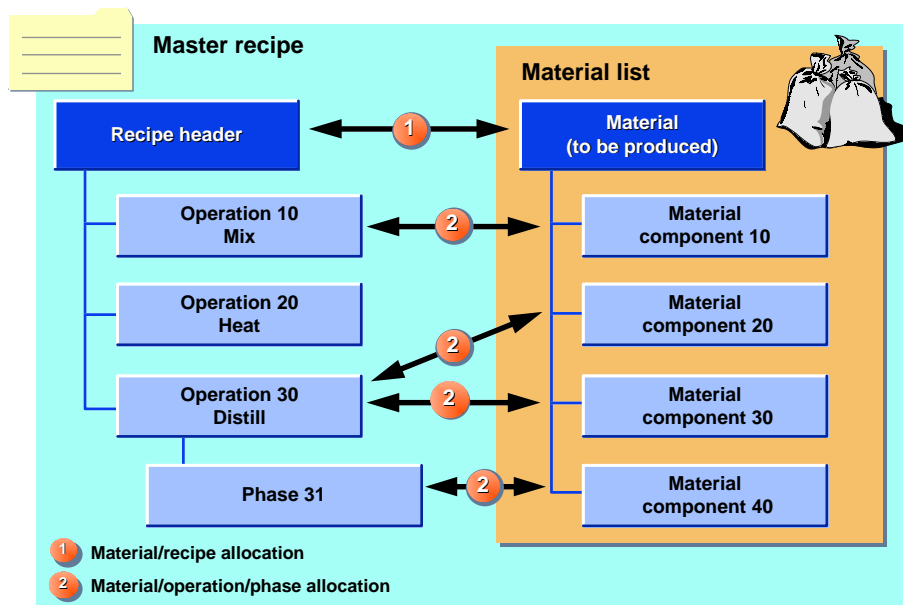 Master recipe
Material list
Recipe header
1
Material
(to be produced)
Operation 10
Mix
2
Material
component 10
Operation 20
Heat
2
Material
component 20
Operation 30
Distill
2
Material
component 30
Phase 31
2
Material
component 40
1 Material/recipe allocation
2 Material/operation/phase allocation